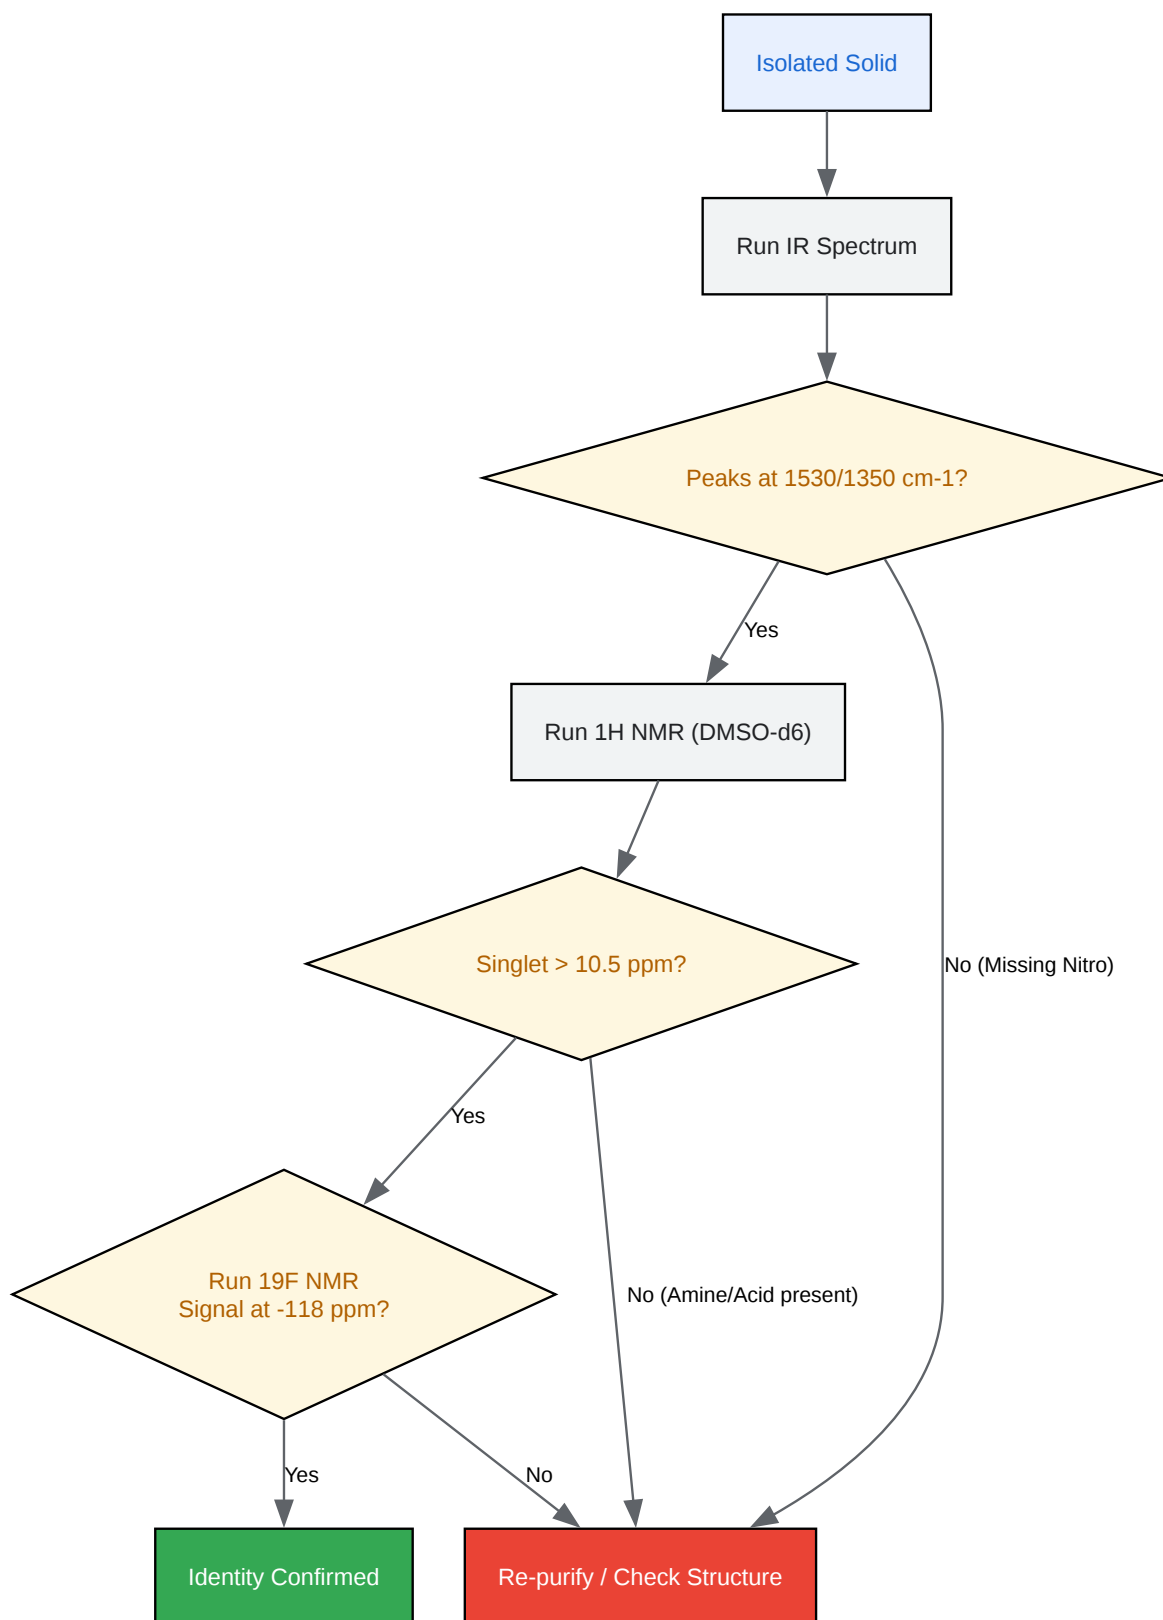 Isolated Solid
Run IR Spectrum
Peaks at 1530/1350 cm-1?
Yes
Run 1H NMR (DMSO-d6)
Singlet > 10.5 ppm?
No (Missing Nitro)
Yes
Run 19F NMR
Signal at -118 ppm?
No (Amine/Acid present)
Yes
No
Identity Confirmed
Re-purify / Check Structure